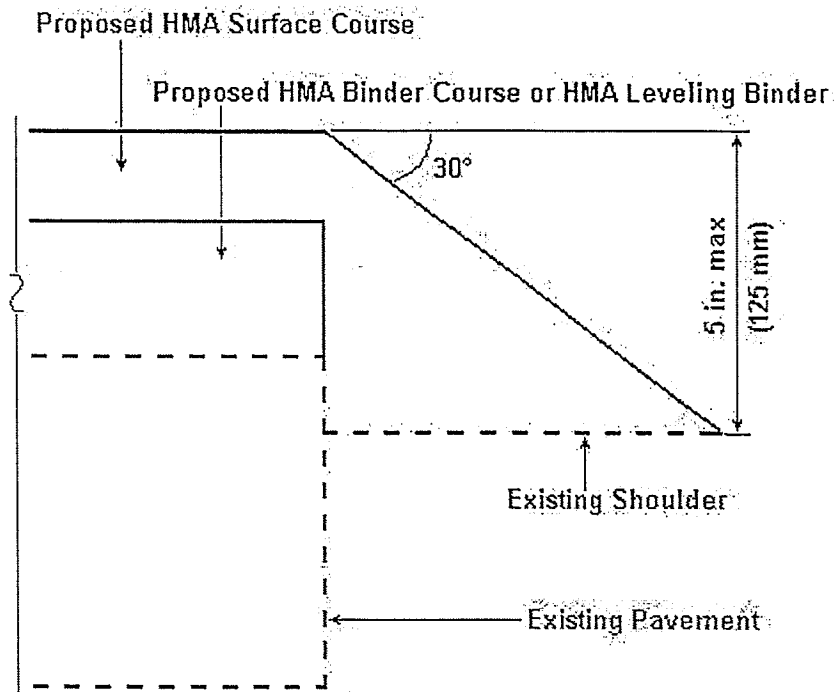 Proposed HMA Surface Course
Proposed HMA Binder Course or HMA Leveling Binder
30°
5 in. max
(125 mm)
Existing Shoulder
Existing Pavement